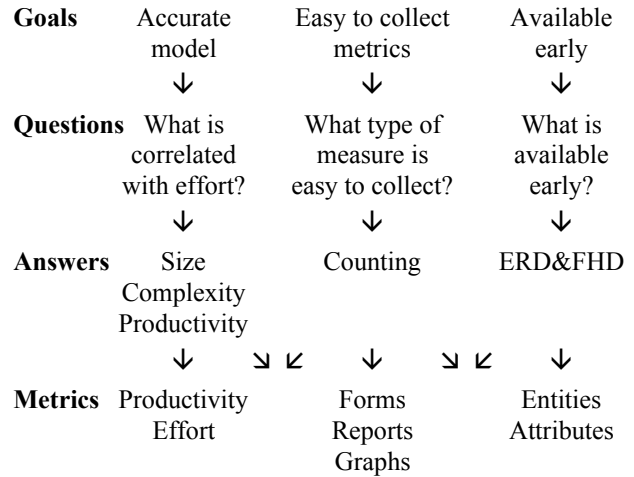 Goals Accurate Easy to collect Available
model metrics early
↓ ↓ ↓
Questions What is What type of What is
correlated measure is available
with effort? easy to collect? early?
↓ ↓ ↓
Answers Size Counting ERD&FHD
Complexity
Productivity
↓ ↘ ↙ ↓ ↘ ↙ ↓
Metrics Productivity Forms Entities
Effort Reports Attributes
Graphs